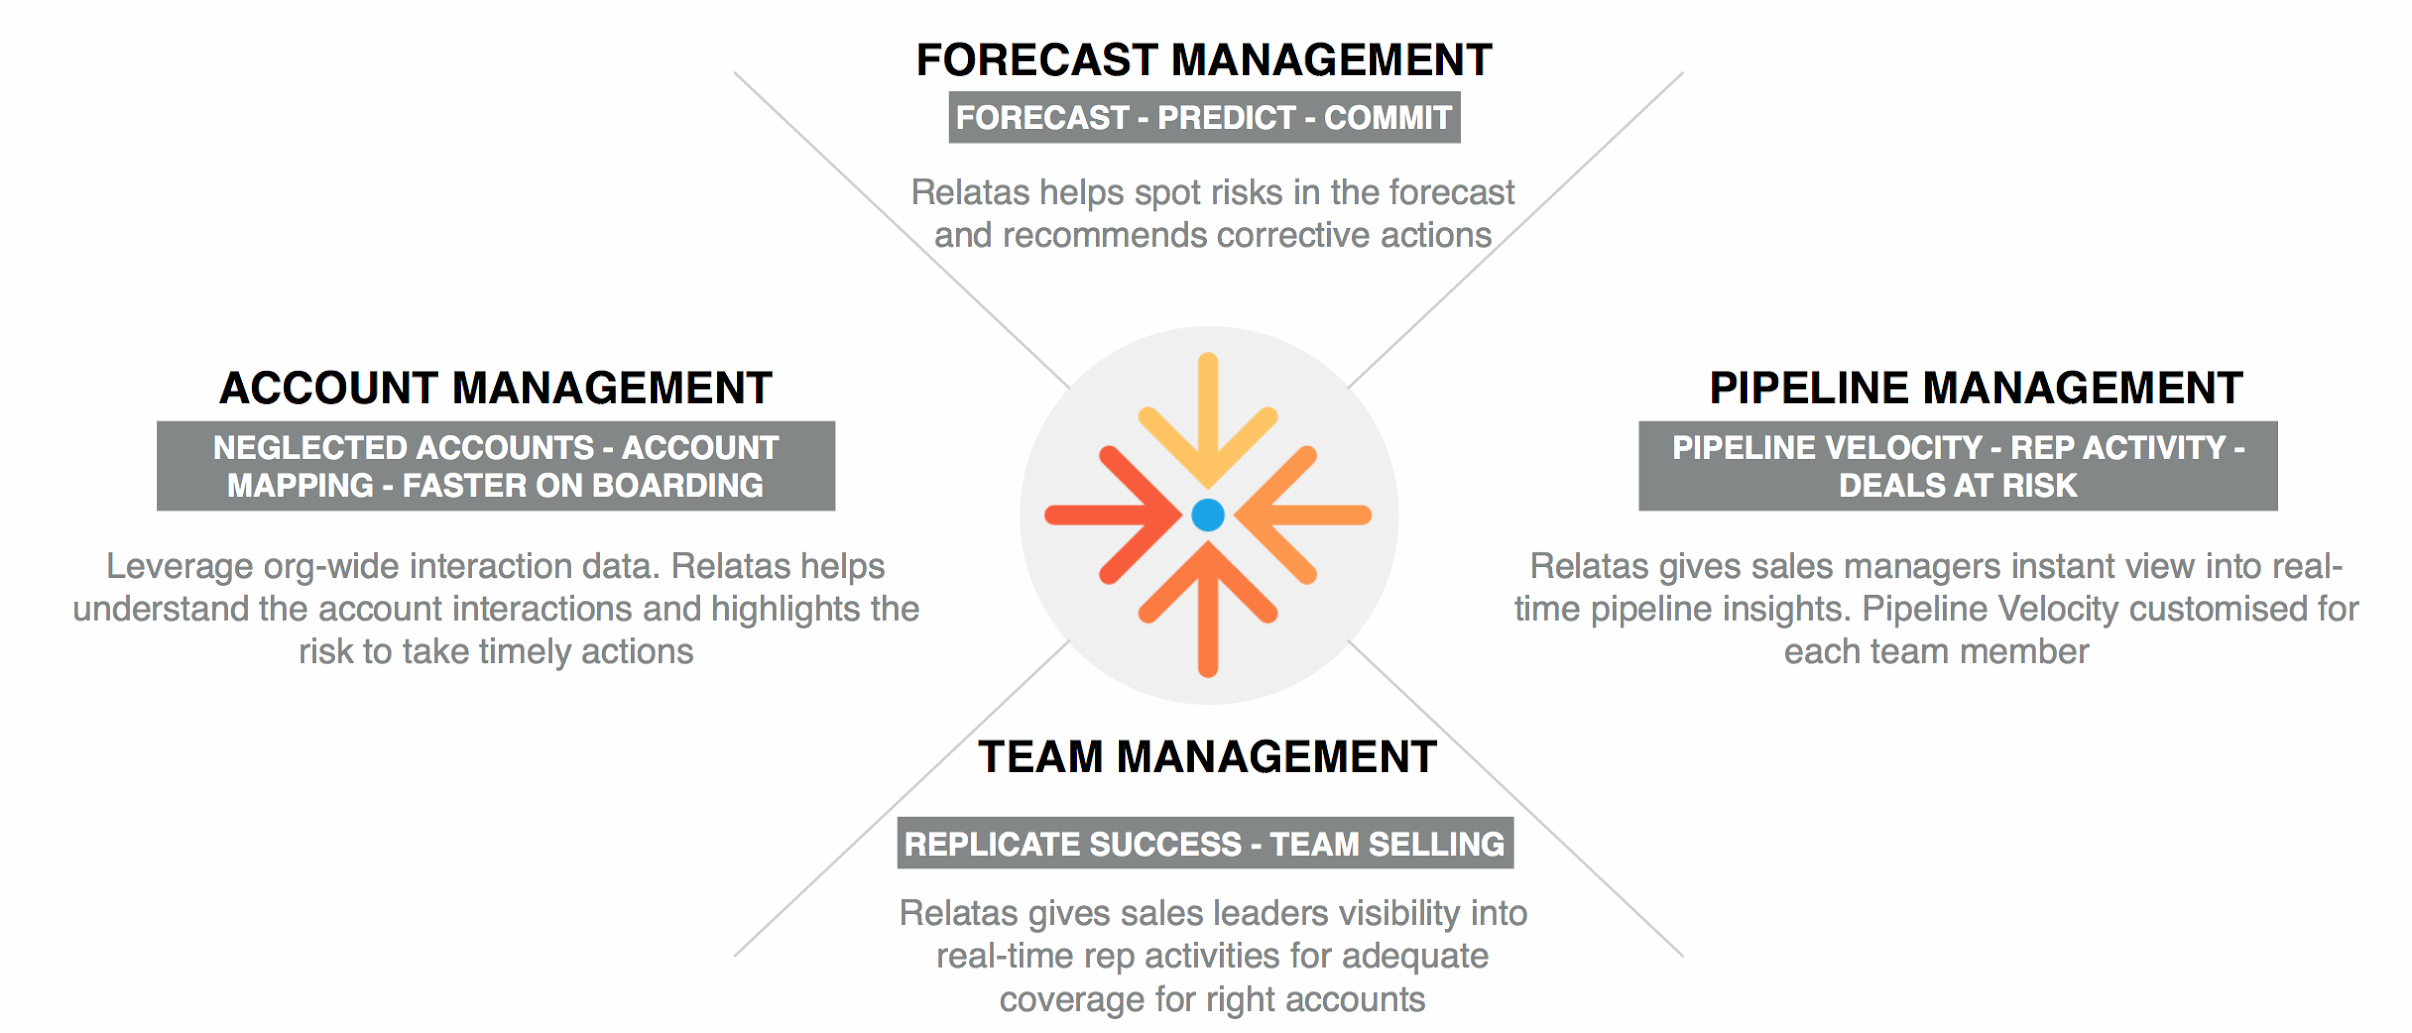 FORECAST MANAGEMENT
FORECAST - PREDICT - COMMIT
Relatas helps spot risks in the forecast
and recommends corrective actions
ACCOUNT MANAGEMENT
NEGLECTED ACCOUNTS - ACCOUNT
MAPPING - FASTER ON BOARDING
Leverage org-wide interaction data. Relatas helps
understand the account interactions and highlights the
risk to take timely actions
PIPELINE MANAGEMENT
PIPELINE VELOCITY - REP ACTIVITY -
DEALS AT RISK
Relatas gives sales managers instant view into real-
time pipeline insights. Pipeline Velocity customised for
each team member
TEAM MANAGEMENT
REPLICATE SUCCESS - TEAM SELLING
Relatas gives sales leaders visibility into
real-time rep activities for adequate
coverage for right accounts